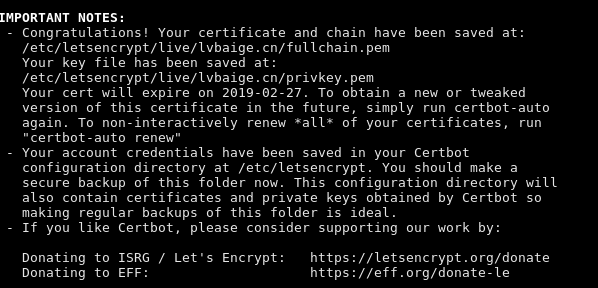 IMPORTANT NOTES:
- Congratulations! Your certificate and chain have been saved at:
/etc/letsencrypt/live/lvbaige.cn/fullchain.pem
Your key file has been saved at:
/etc/letsencrypt/live/lvbaige.cn/privkey.pem
Your cert will expire on 2019-02-27. To obtain a new or tweaked
version of this certificate in the future, simply run certbot-auto
again. To non-interactively renew *all* of your certificates, run
"certbot-auto renew"
- Your account credentials have been saved in your Certbot
configuration directory at /etc/letsencrypt. You should make a
secure backup of this folder now. This configuration directory will
also contain certificates and private keys obtained by Certbot so
making regular backups of this folder is ideal.
- If you like Certbot, please consider supporting our work by:
Donating to ISRG / Let's Encrypt:   https://letsencrypt.org/donate
Donating to EFF:                    https://eff.org/donate-le